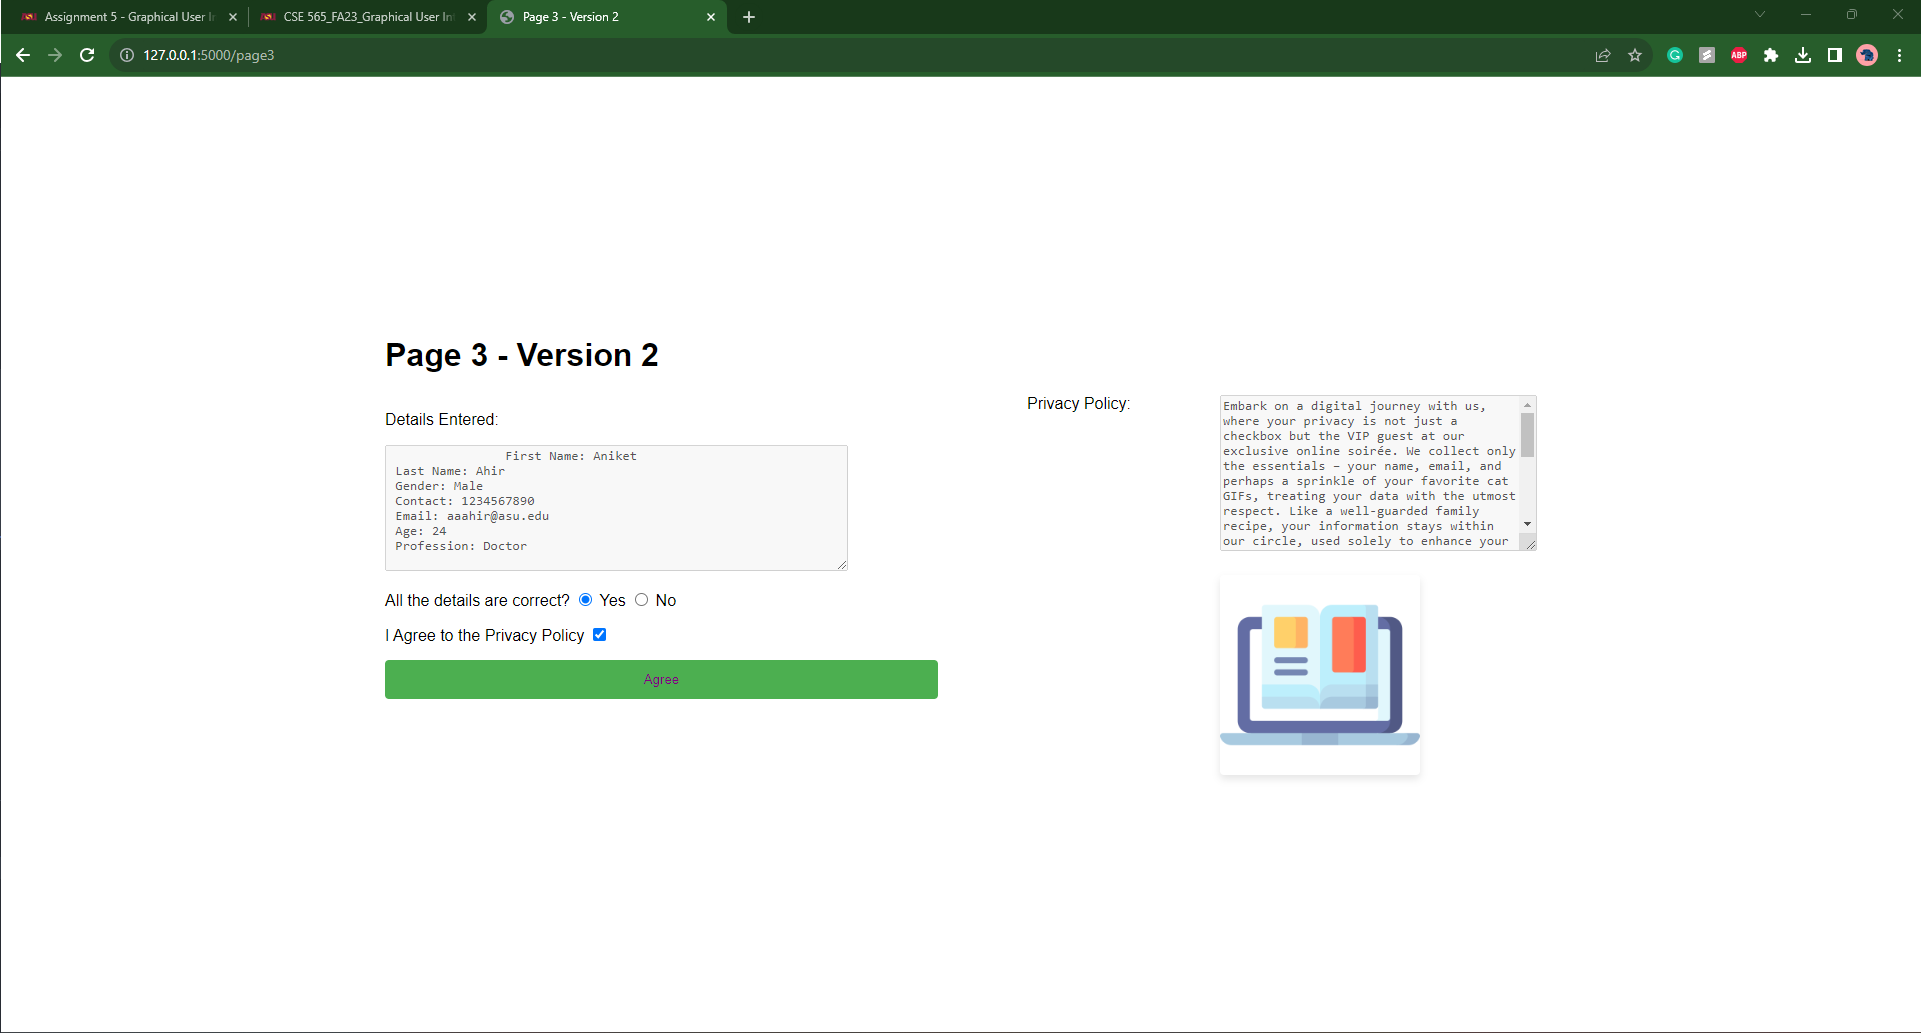 Assignment 5 - Graphical User In
CSE 565_FA23_Graphical User Int
Page 3 - Version 2
127.0.0.1:5000/page3
ABP
Page 3 - Version 2
Details Entered:
First Name: Aniket
Last Name: Ahir
Gender: Male
Contact: 1234567890
Email: aaahir@asu.edu
Age: 24
Profession: Doctor
All the details are correct? Yes No
I Agree to the Privacy Policy
Agree
Privacy Policy:
Embark on a digital journey with us,
where your privacy is not just a
checkbox but the VIP guest at our
exclusive online soirée. We collect only
the essentials – your name, email, and
perhaps a sprinkle of your favorite cat
GIFs, treating your data with the utmost
respect. Like a well-guarded family
recipe, your information stays within
our circle, used solely to enhance your